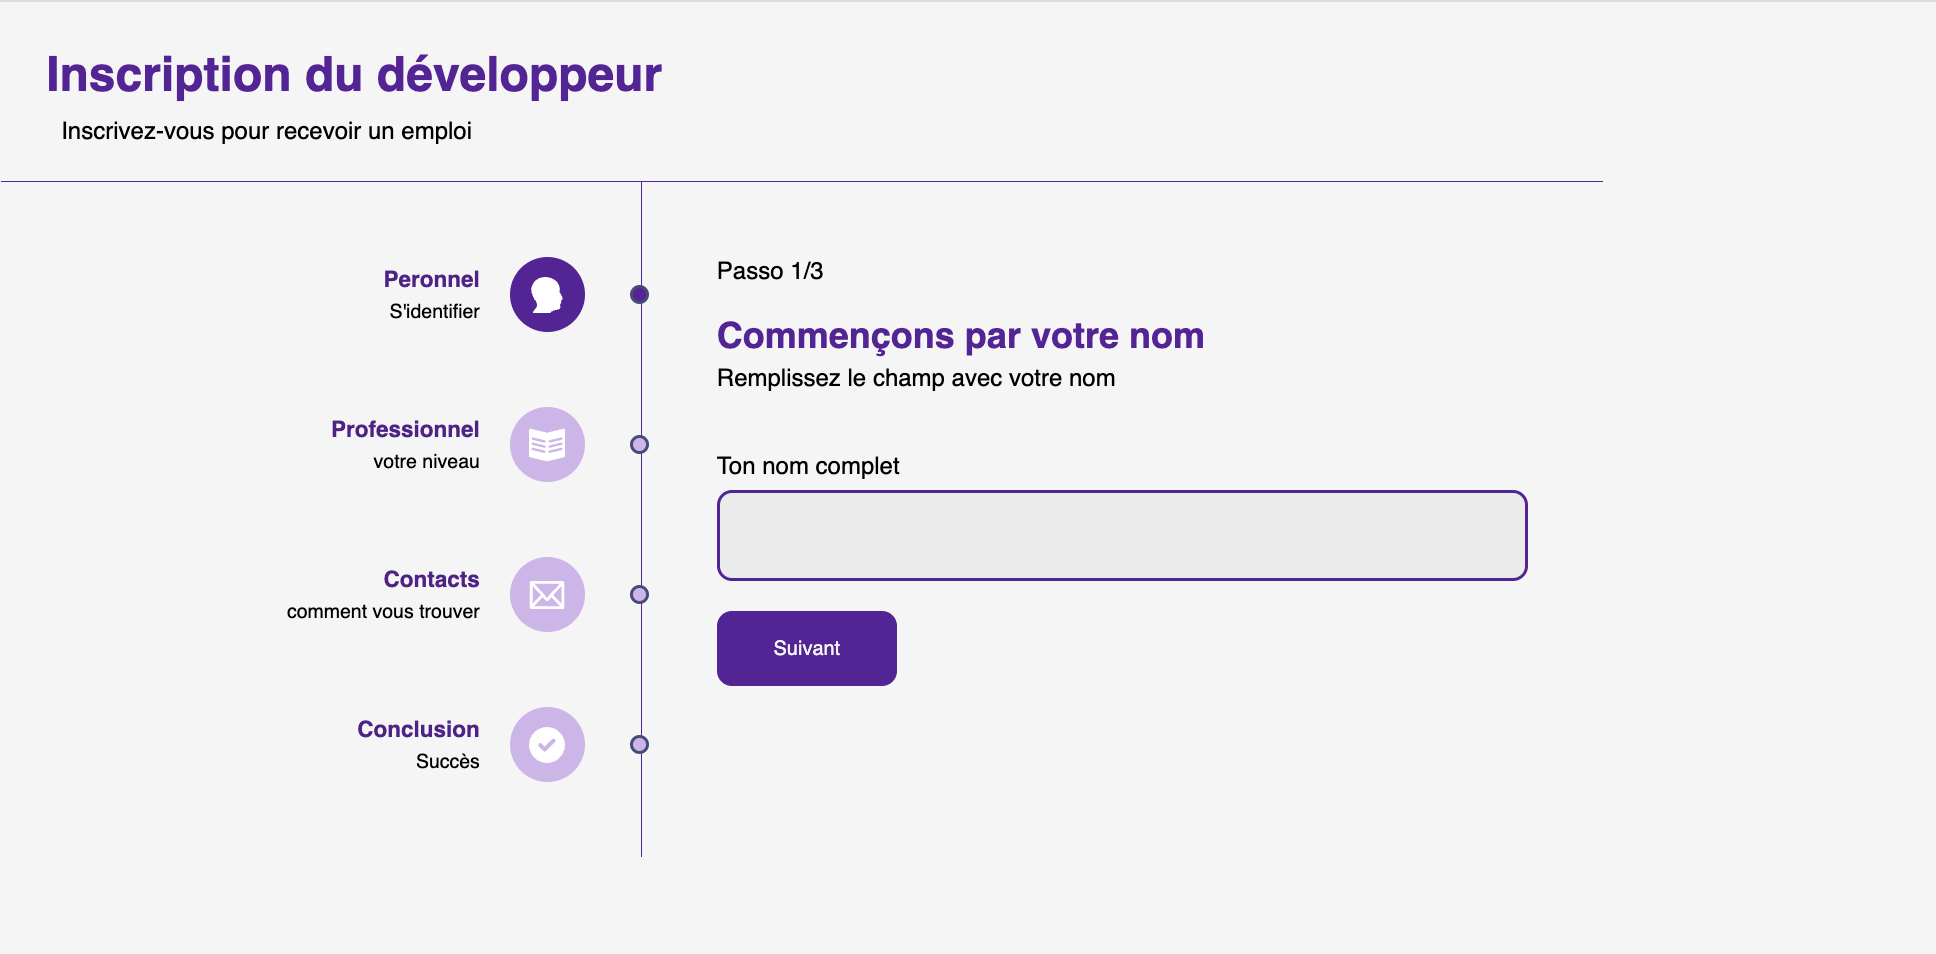 Inscription du développeur
Inscrivez-vous pour recevoir un emploi
Peronnel
S'identifier
Professionnel
votre niveau
Contacts
comment vous trouver
Conclusion
Succès
Passo 1/3
Commençons par votre nom
Remplissez le champ avec votre nom
Ton nom complet
Suivant